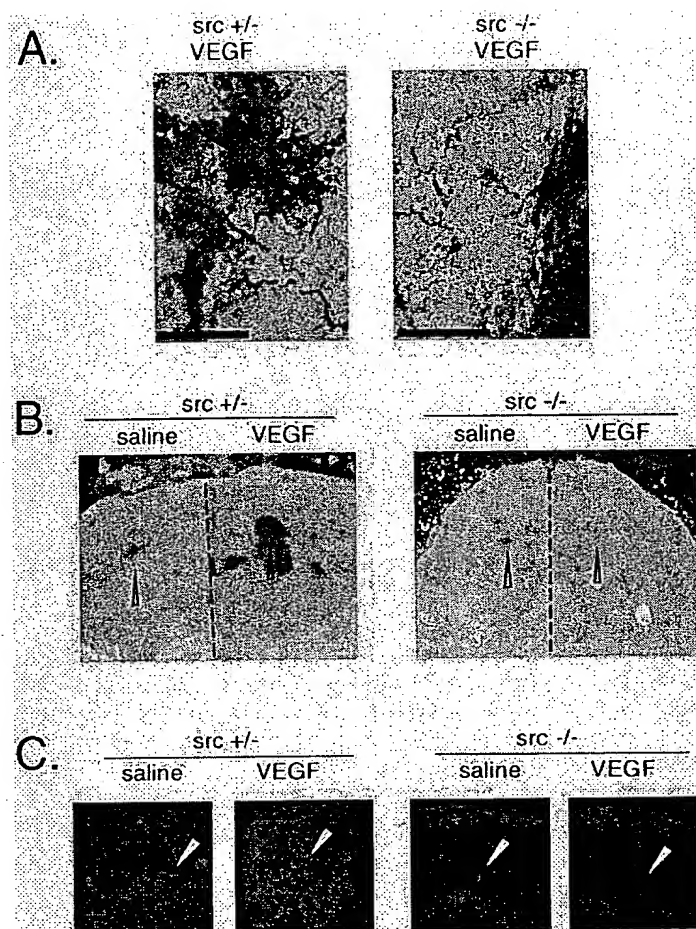 A.
src +/- src -/-
VEGF VEGF
B.
src +/- src -/-
saline VEGF saline VEGF
C.
src +/- src -/-
saline VEGF saline VEGF